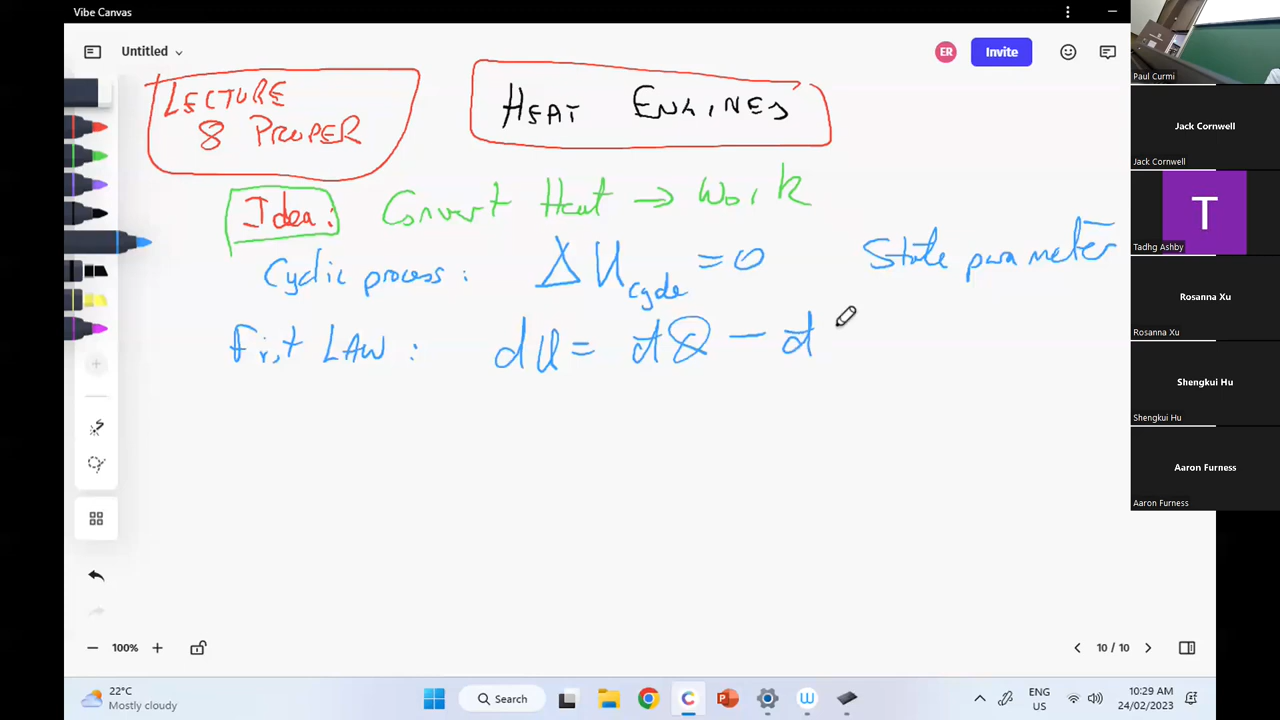 Vibe Canvas
Untitled
ER
Invite
LECTURE
8 PROPER
HEAT ENGINES
Idea:
Convert Heat → Work
Cyclic process : ΔU cycle = 0 State parameter
First LAW : dU = đQ − đ
Paul Curmi
Jack Cornwell
Jack Cornwell
T
Tadhg Ashby
Rosanna Xu
Rosanna Xu
Shengkui Hu
Shengkui Hu
Aaron Furness
Aaron Furness
− 100% +
10 / 10
22°C
Mostly cloudy
Search
ENG
US
10:29 AM
24/02/2023